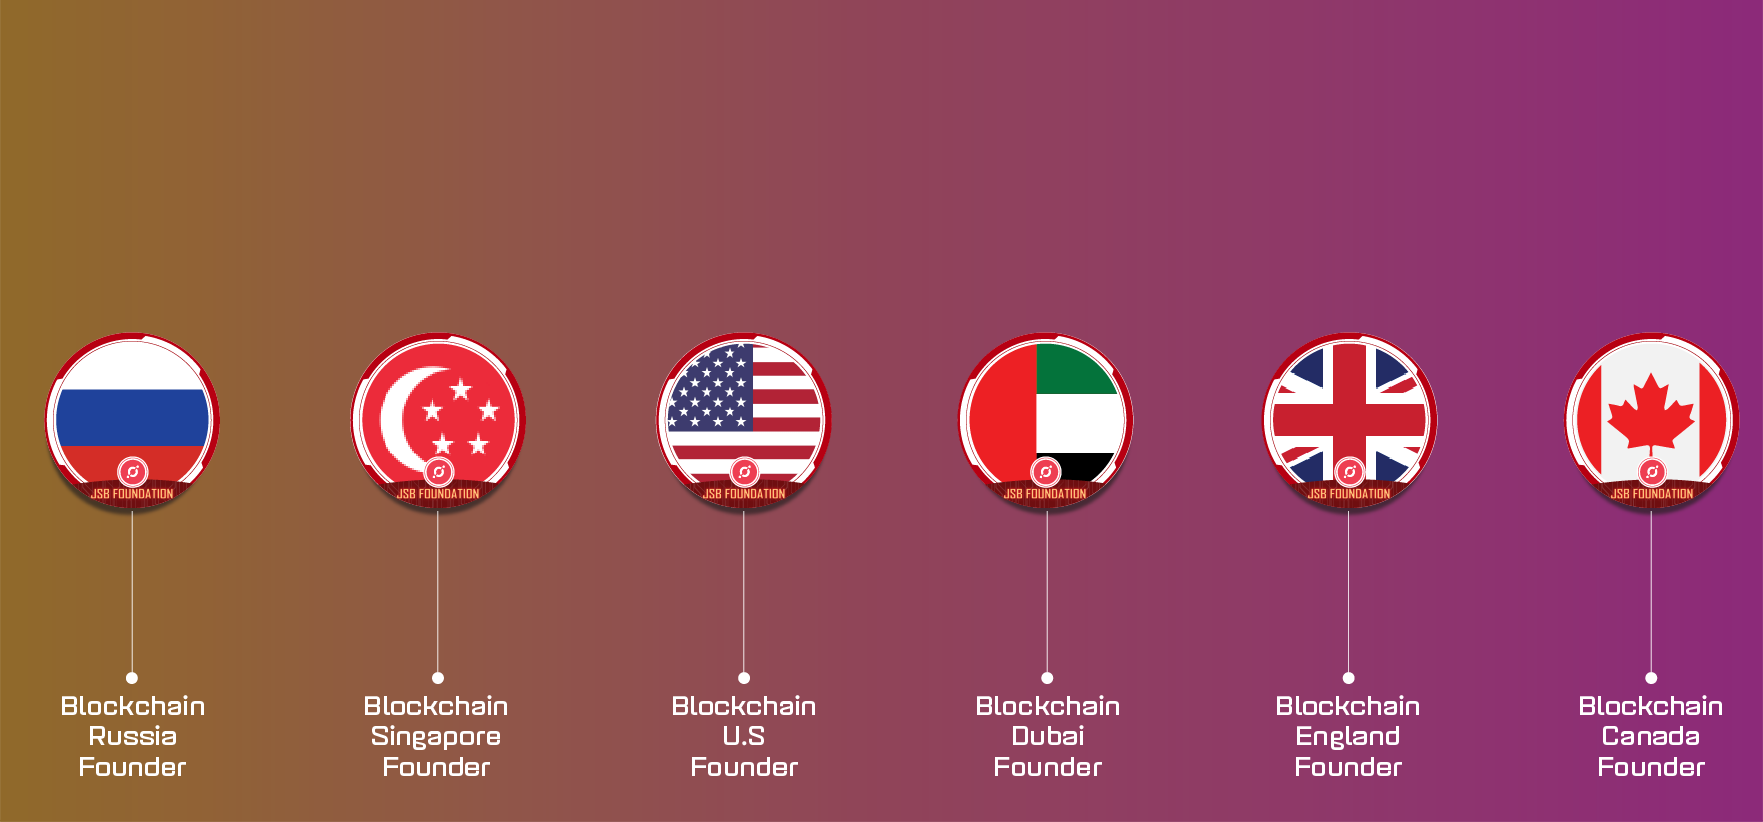 JSB FOUNDATION
JSB FOUNDATION
JSB FOUNDATION
JSB FOUNDATION
JSB FOUNDATION
JSB FOUNDATION
Blockchain
Russia
Founder
Blockchain
Singapore
Founder
Blockchain
U.S
Founder
Blockchain
Dubai
Founder
Blockchain
England
Founder
Blockchain
Canada
Founder